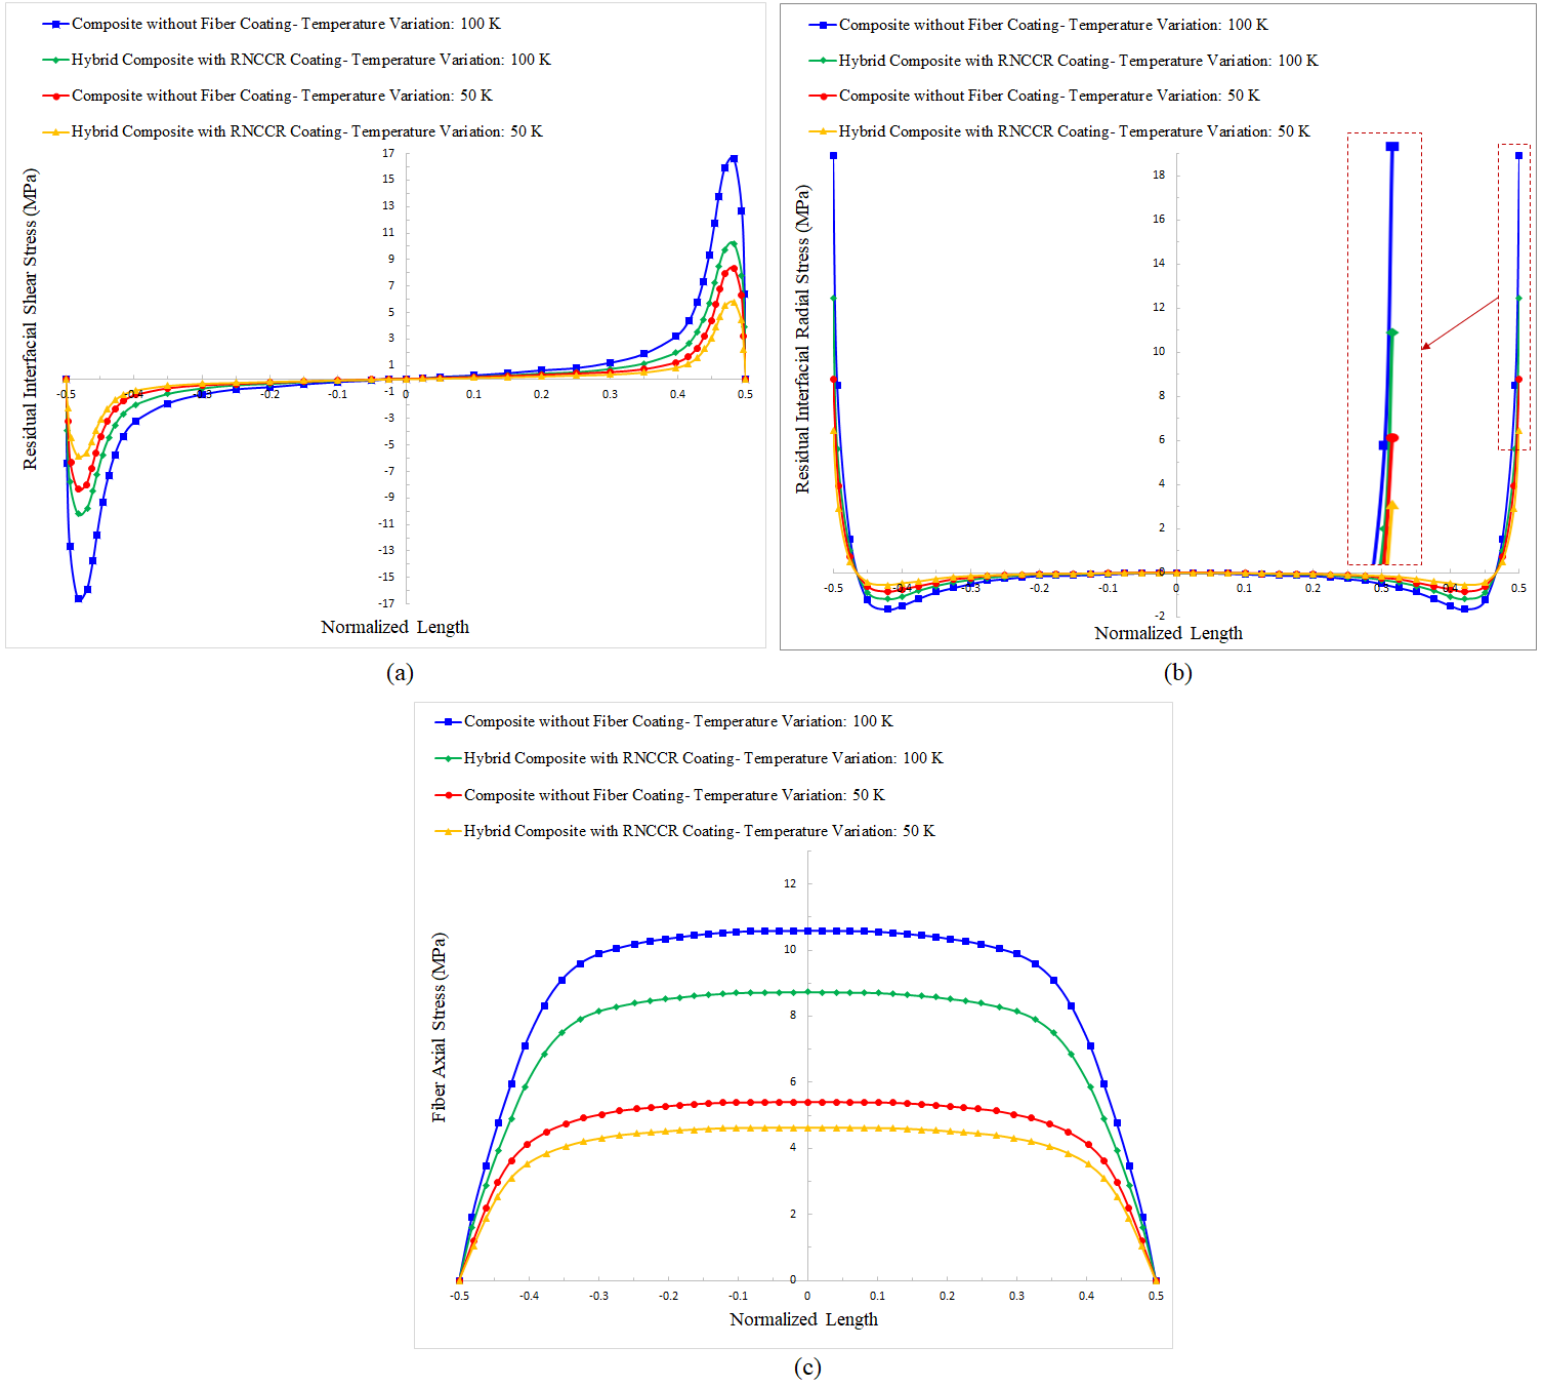 Composite without Fiber Coating- Temperature Variation: 100 K
Hybrid Composite with RNCCR Coating- Temperature Variation: 100 K
Composite without Fiber Coating- Temperature Variation: 50 K
Hybrid Composite with RNCCR Coating- Temperature Variation: 50 K
Residual Interfacial Shear Stress (MPa)
17
15
13
11
9
7
5
3
1
-1
-3
-5
-7
-9
-11
-13
-15
-17
-0.5 -0.4 -0.3 -0.2 -0.1 0 0.1 0.2 0.3 0.4 0.5
Normalized Length
(a)
Composite without Fiber Coating- Temperature Variation: 100 K
Hybrid Composite with RNCCR Coating- Temperature Variation: 100 K
Composite without Fiber Coating- Temperature Variation: 50 K
Hybrid Composite with RNCCR Coating- Temperature Variation: 50 K
Residual Interfacial Radial Stress (MPa)
18
16
14
12
10
8
6
4
2
0
-2
-0.5 -0.4 -0.3 -0.2 -0.1 0 0.1 0.2 0.3 0.4 0.5
Normalized Length
(b)
Composite without Fiber Coating- Temperature Variation: 100 K
Hybrid Composite with RNCCR Coating- Temperature Variation: 100 K
Composite without Fiber Coating- Temperature Variation: 50 K
Hybrid Composite with RNCCR Coating- Temperature Variation: 50 K
Fiber Axial Stress (MPa)
12
10
8
6
4
2
0
-0.5 -0.4 -0.3 -0.2 -0.1 0 0.1 0.2 0.3 0.4 0.5
Normalized Length
(c)